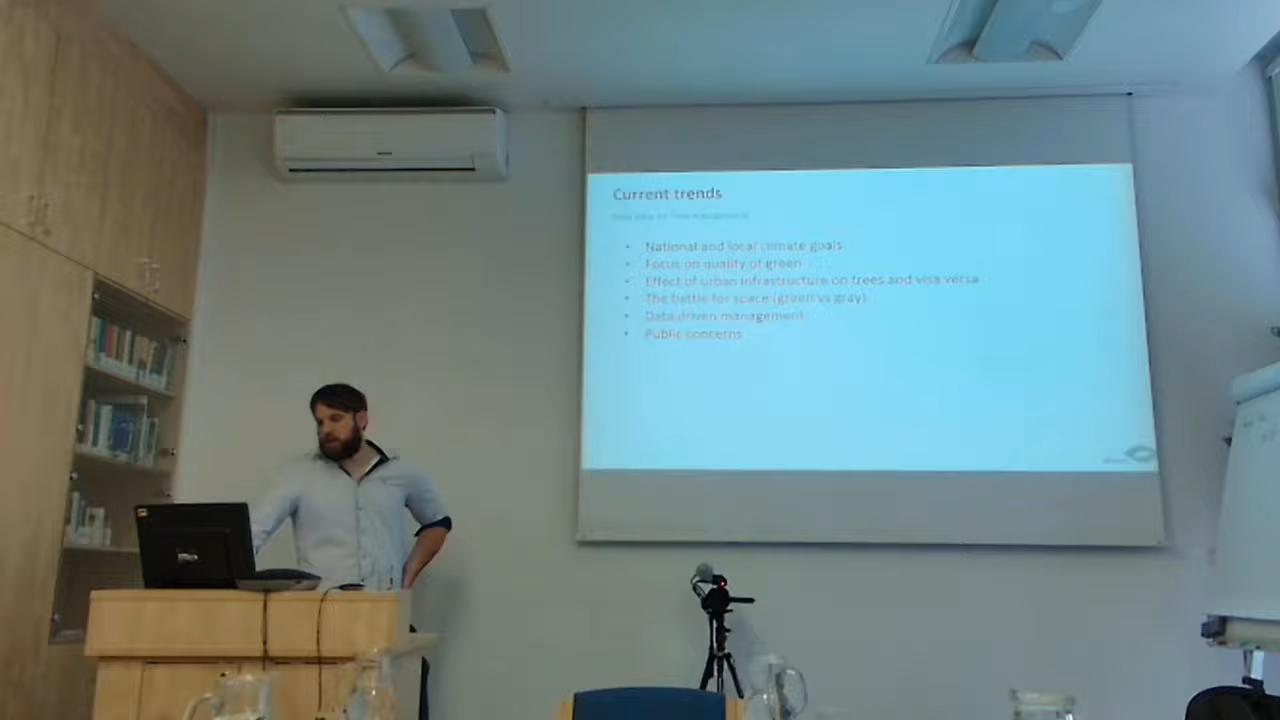 Current trends
National and local climate goals
Focus on quality of green
Effect of urban infrastructure on trees and visa versa
The battle for space (green vs gray)
Data driven management
Public concerns